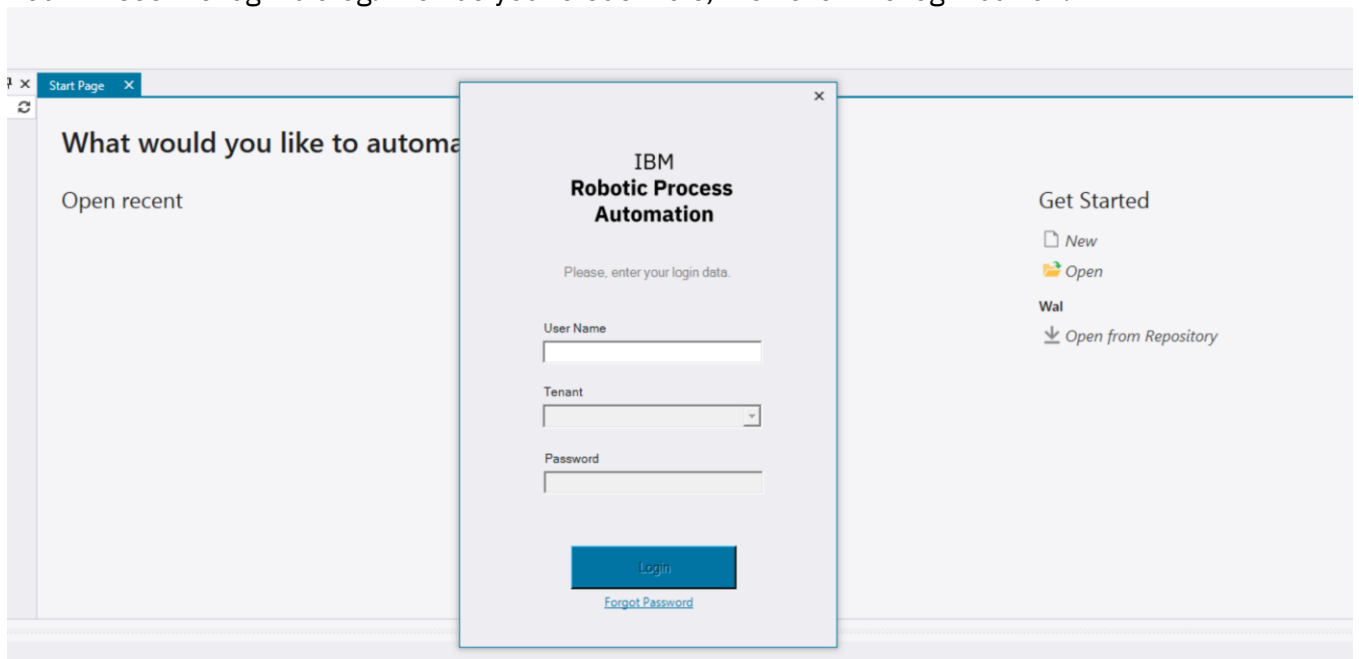 Start Page
What would you like to automa
Open recent
IBM
Robotic Process
Automation
Please, enter your login data.
User Name
Tenant
Password
Login
Forgot Password
Get Started
New
Open
Wal
Open from Repository